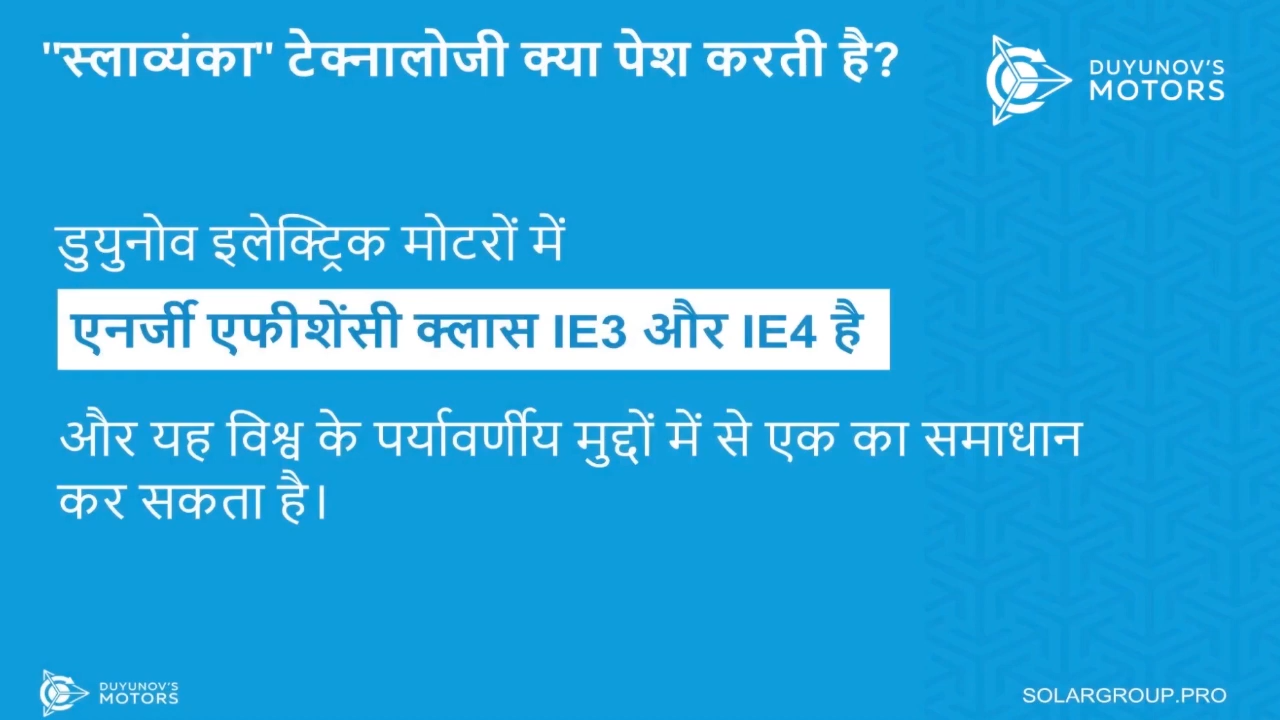 "स्लाव्यंका" टेक्नालोजी क्या पेश करती है?
DUYUNOV'S
MOTORS
डुयुनोव इलेक्ट्रिक मोटरों में
एनर्जी एफीशेंसी क्लास IE3 और IE4 है
और यह विश्व के पर्यावर्णीय मुद्दों में से एक का समाधान
कर सकता है।
DUYUNOV'S
MOTORS
SOLARGROUP.PRO